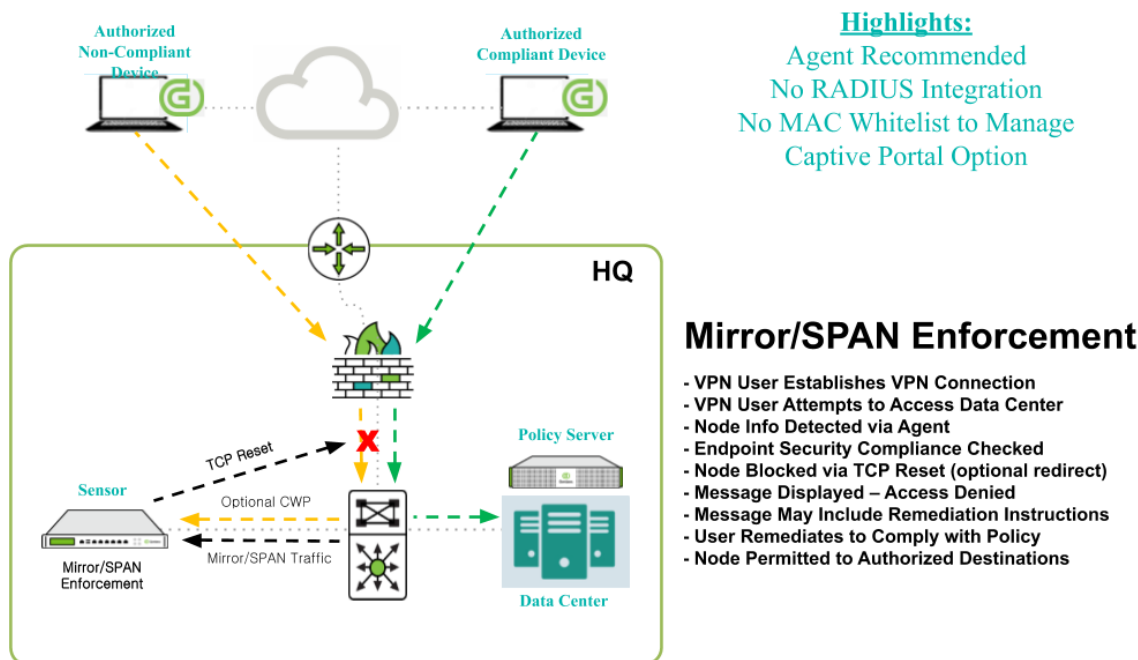 Authorized
Non-Compliant
Device
Authorized
Compliant Device
Highlights:
Agent Recommended
No RADIUS Integration
No MAC Whitelist to Manage
Captive Portal Option
HQ
Mirror/SPAN Enforcement
- VPN User Establishes VPN Connection
- VPN User Attempts to Access Data Center
- Node Info Detected via Agent
- Endpoint Security Compliance Checked
- Node Blocked via TCP Reset (optional redirect)
- Message Displayed – Access Denied
- Message May Include Remediation Instructions
- User Remediates to Comply with Policy
- Node Permitted to Authorized Destinations
TCP Reset
Policy Server
Sensor
Optional CWP
Mirror/SPAN Traffic
Mirror/SPAN
Enforcement
Data Center